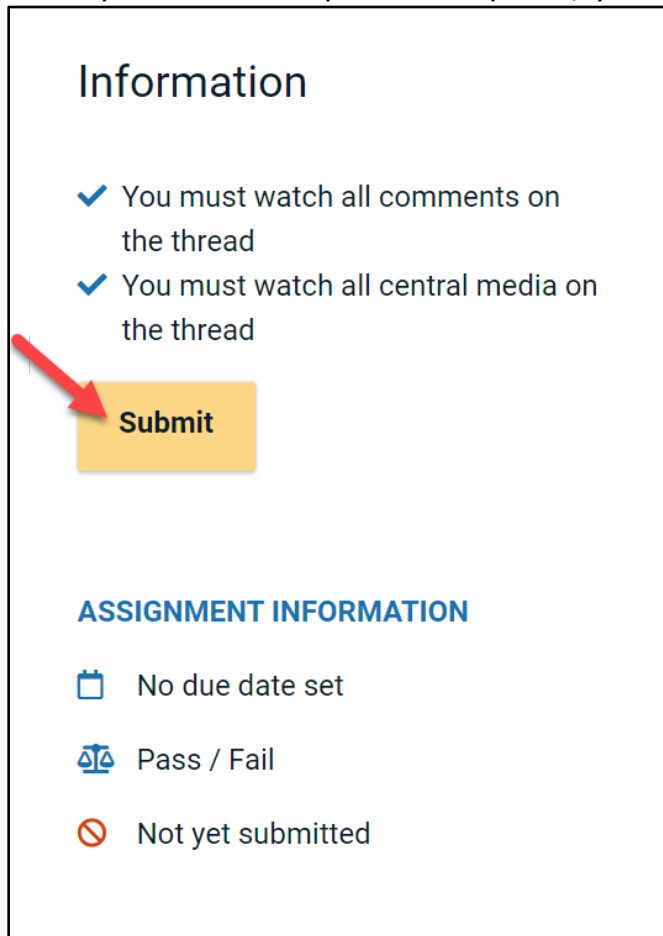 Information
You must watch all comments on
the thread
You must watch all central media on
the thread
Submit
ASSIGNMENT INFORMATION
No due date set
Pass / Fail
Not yet submitted